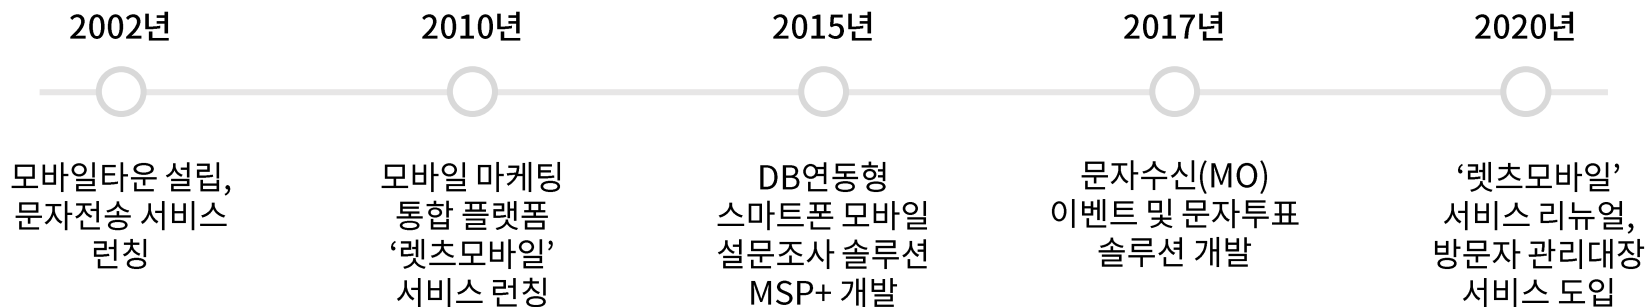 2002년
2010년
2015년
2017년
2020년
모바일타운 설립,
문자전송 서비스
런칭
모바일 마케팅
통합 플랫폼
‘렛츠모바일’
서비스 런칭
DB연동형
스마트폰 모바일
설문조사 솔루션
MSP+ 개발
문자수신(MO)
이벤트 및 문자투표
솔루션 개발
‘렛츠모바일’
서비스 리뉴얼,
방문자 관리대장
서비스 도입